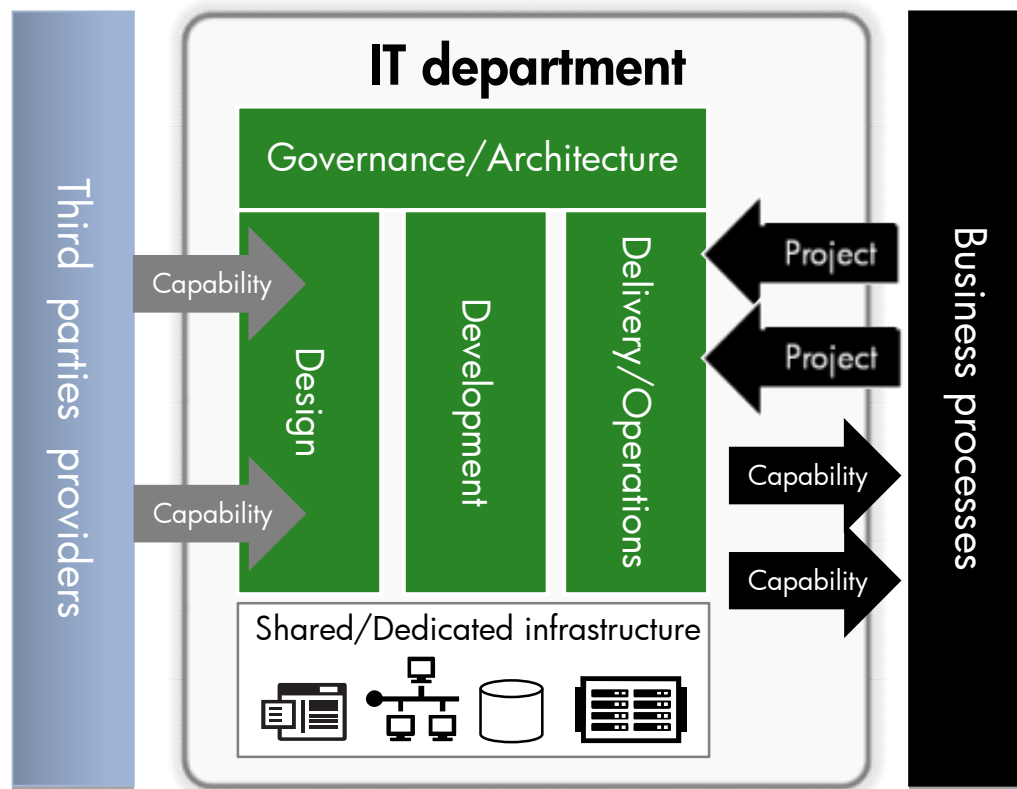 IT department
Governance/Architecture
Third parties providers
Capability
Capability
Design
Development
Delivery/Operations
Project
Project
Capability
Capability
Business processes
Shared/Dedicated infrastructure